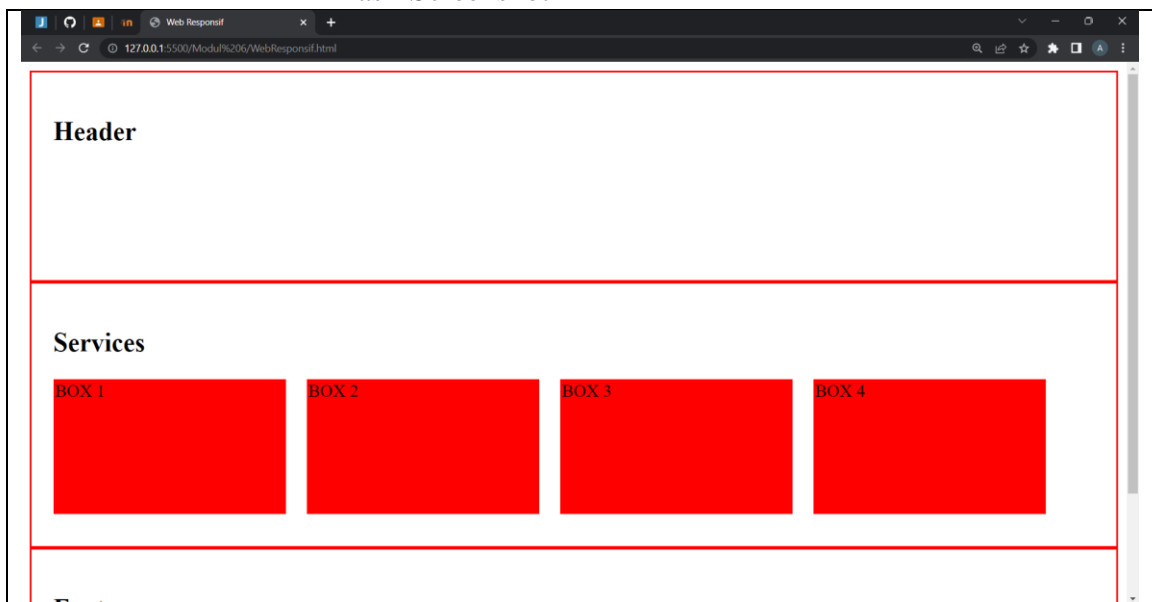 Web Responsif
127.0.0.1:5500/Modul%206/WebResponsif.html
A
Header
Services
BOX 1 BOX 2 BOX 3 BOX 4